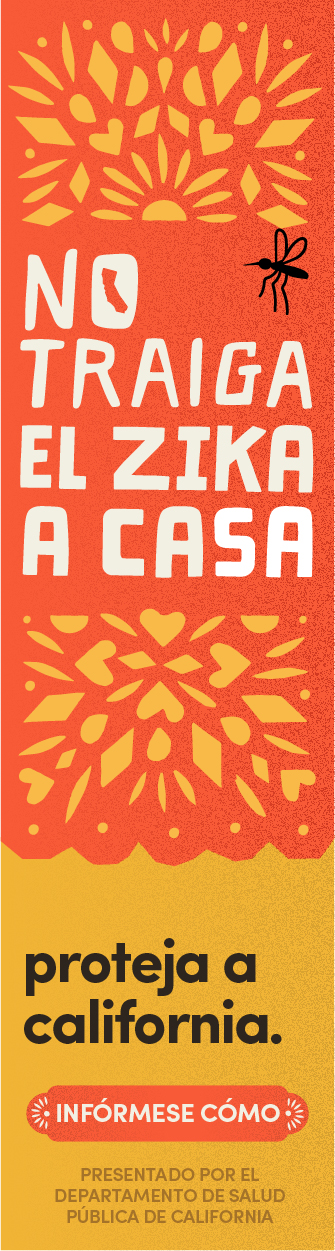 NO
TRAIGA
EL ZIKA
A CASA
proteja a
california.
INFÓRMESE CÓMO
PRESENTADO POR EL
DEPARTAMENTO DE SALUD
PÚBLICA DE CALIFORNIA